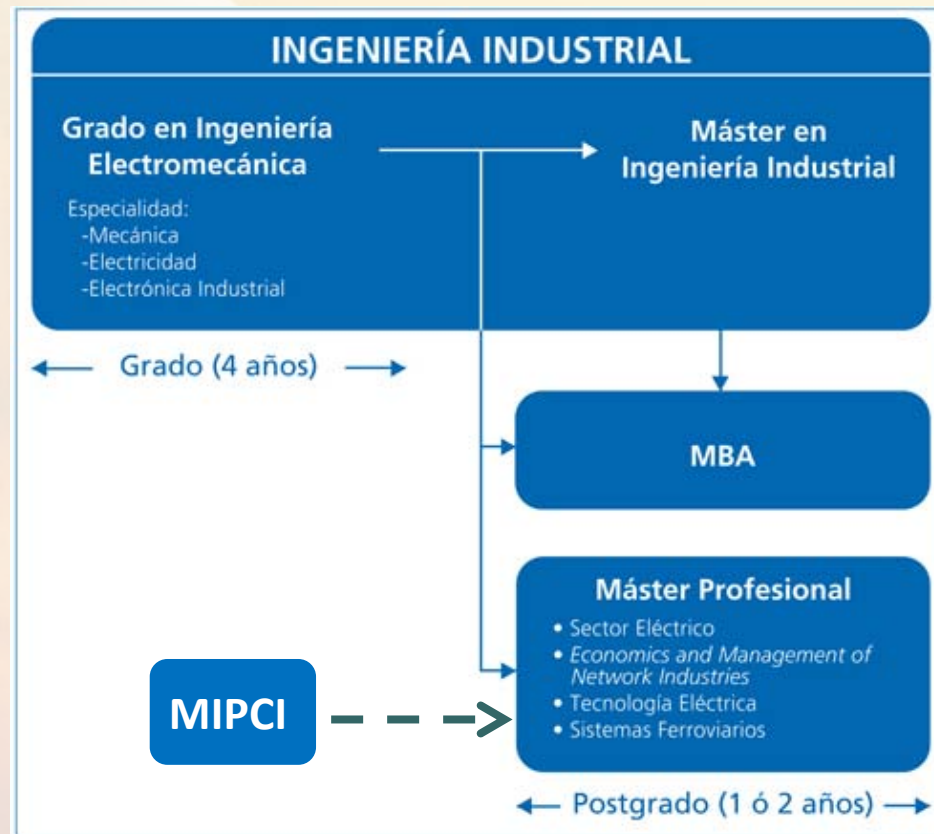 INGENIERÍA INDUSTRIAL
Grado en Ingeniería
Electromecánica
Especialidad:
-Mecánica
-Electricidad
-Electrónica Industrial
Máster en
Ingeniería Industrial
Grado (4 años)
MBA
Máster Profesional
• Sector Eléctrico
• Economics and Management of
Network Industries
• Tecnología Eléctrica
• Sistemas Ferroviarios
MIPCI
Postgrado (1 ó 2 años)